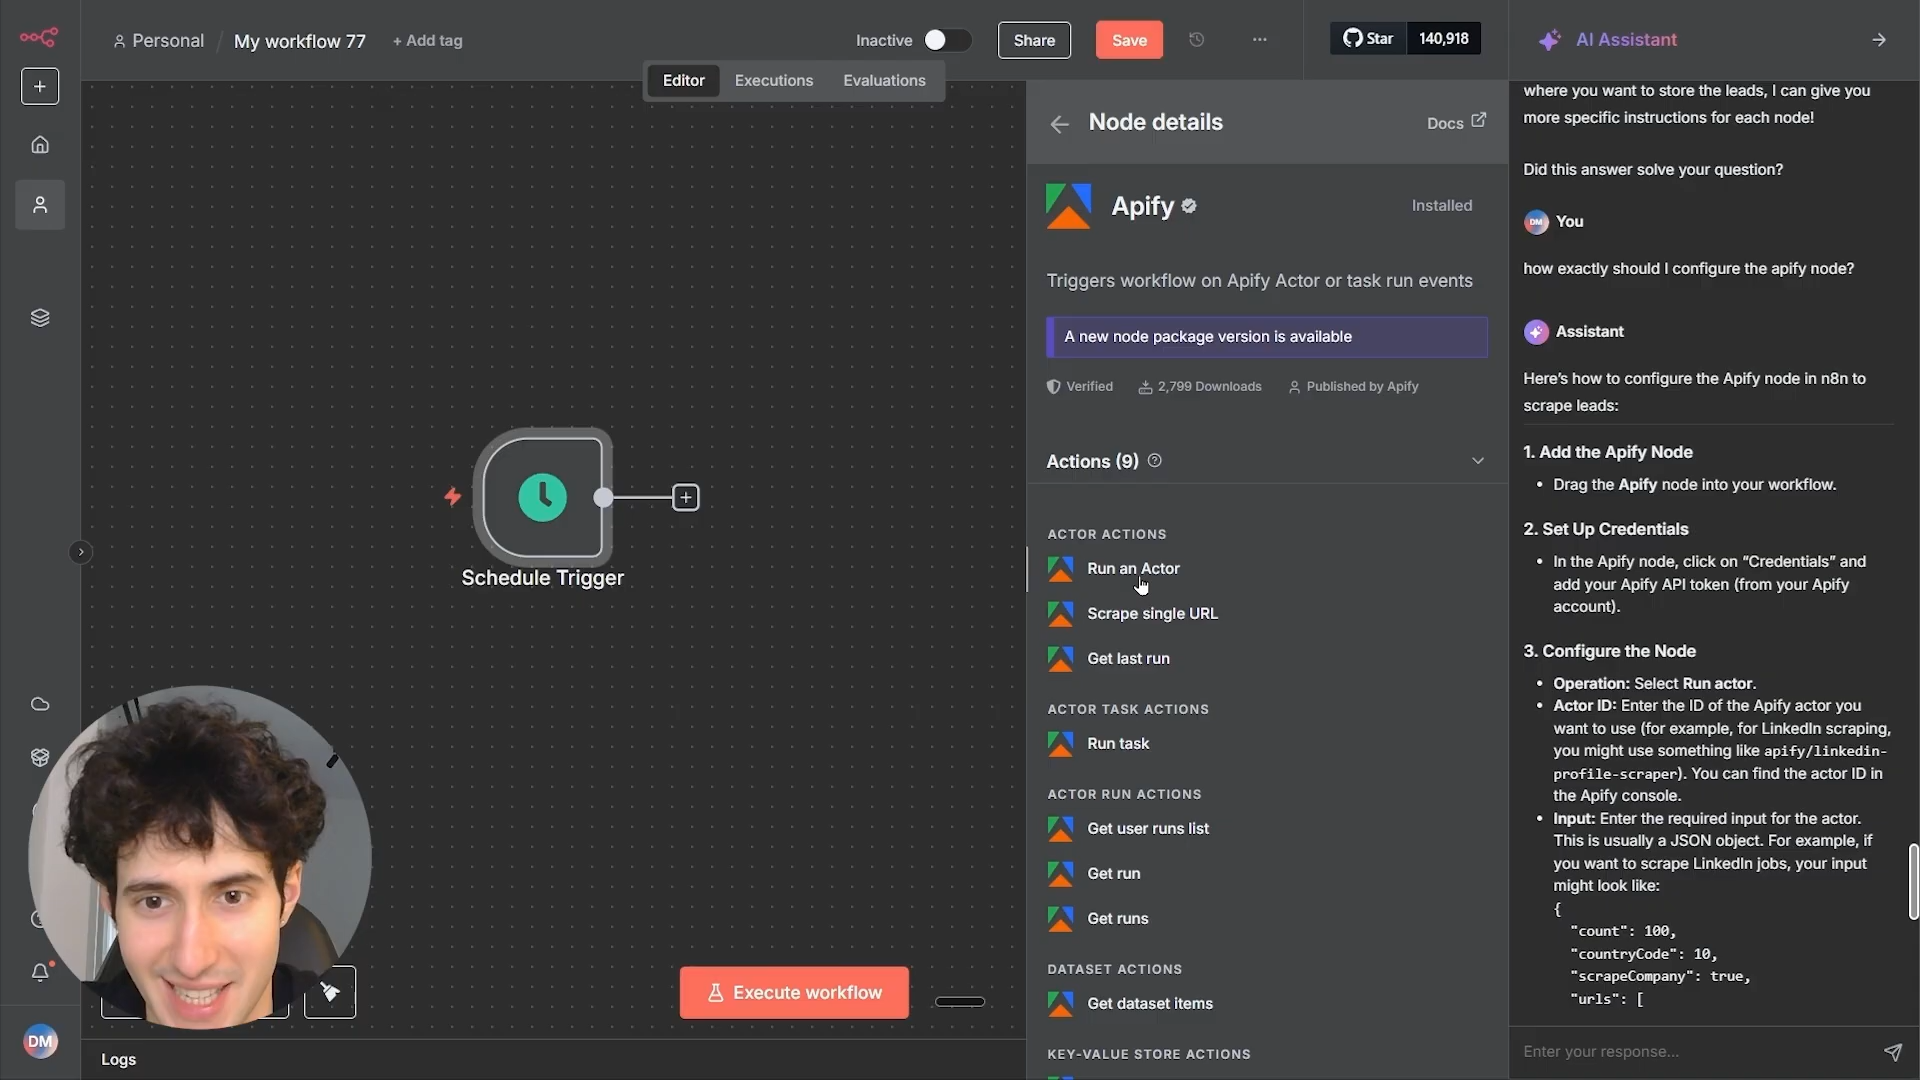 Personal / My workflow 77 + Add tag
Inactive
Share
Save
Star 140,918
AI Assistant
Editor Executions Evaluations
Node details
Docs
Apify
Installed
Triggers workflow on Apify Actor or task run events
A new node package version is available
Verified 2,799 Downloads Published by Apify
Actions (9)
ACTOR ACTIONS
Run an Actor
Scrape single URL
Get last run
ACTOR TASK ACTIONS
Run task
ACTOR RUN ACTIONS
Get user runs list
Get run
Get runs
DATASET ACTIONS
Get dataset items
KEY-VALUE STORE ACTIONS
Schedule Trigger
Execute workflow
Logs
DM
where you want to store the leads, I can give you
more specific instructions for each node!
Did this answer solve your question?
DM You
how exactly should I configure the apify node?
Assistant
Here's how to configure the Apify node in n8n to
scrape leads:
1. Add the Apify Node
• Drag the Apify node into your workflow.
2. Set Up Credentials
• In the Apify node, click on “Credentials” and
add your Apify API token (from your Apify
account).
3. Configure the Node
• Operation: Select Run actor.
• Actor ID: Enter the ID of the Apify actor you
want to use (for example, for LinkedIn scraping,
you might use something like apify/linkedin-
profile-scraper). You can find the actor ID in
the Apify console.
• Input: Enter the required input for the actor.
This is usually a JSON object. For example, if
you want to scrape LinkedIn jobs, your input
might look like:
{
"count": 100,
"countryCode": 10,
"scrapeCompany": true,
"urls": [
Enter your response...